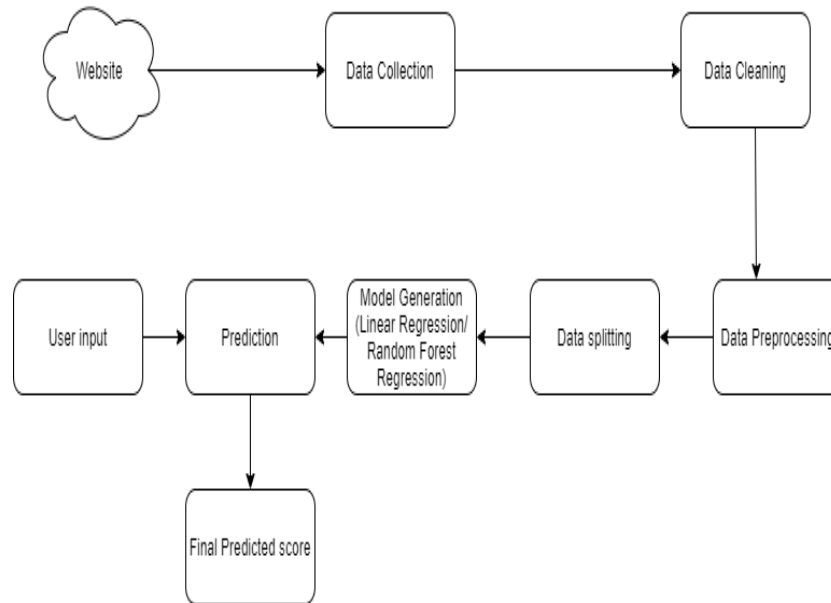 Website
Data Collection
Data Cleaning
User input
Prediction
Model Generation
(Linear Regression/
Random Forest
Regression)
Data splitting
Data Preprocessing
Final Predicted score